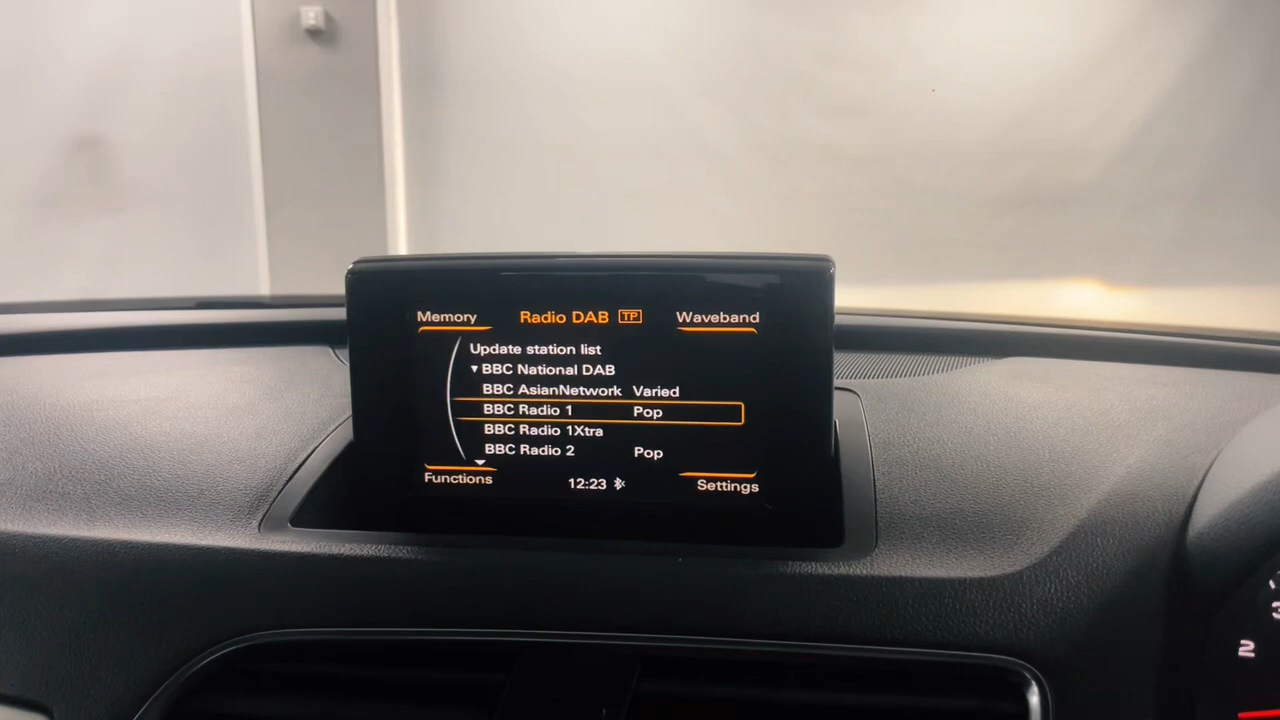 Memory Radio DAB TP Waveband
Update station list
BBC National DAB
BBC AsianNetwork Varied
BBC Radio 1 Pop
BBC Radio 1Xtra
BBC Radio 2 Pop
Functions 12:23 Settings
2